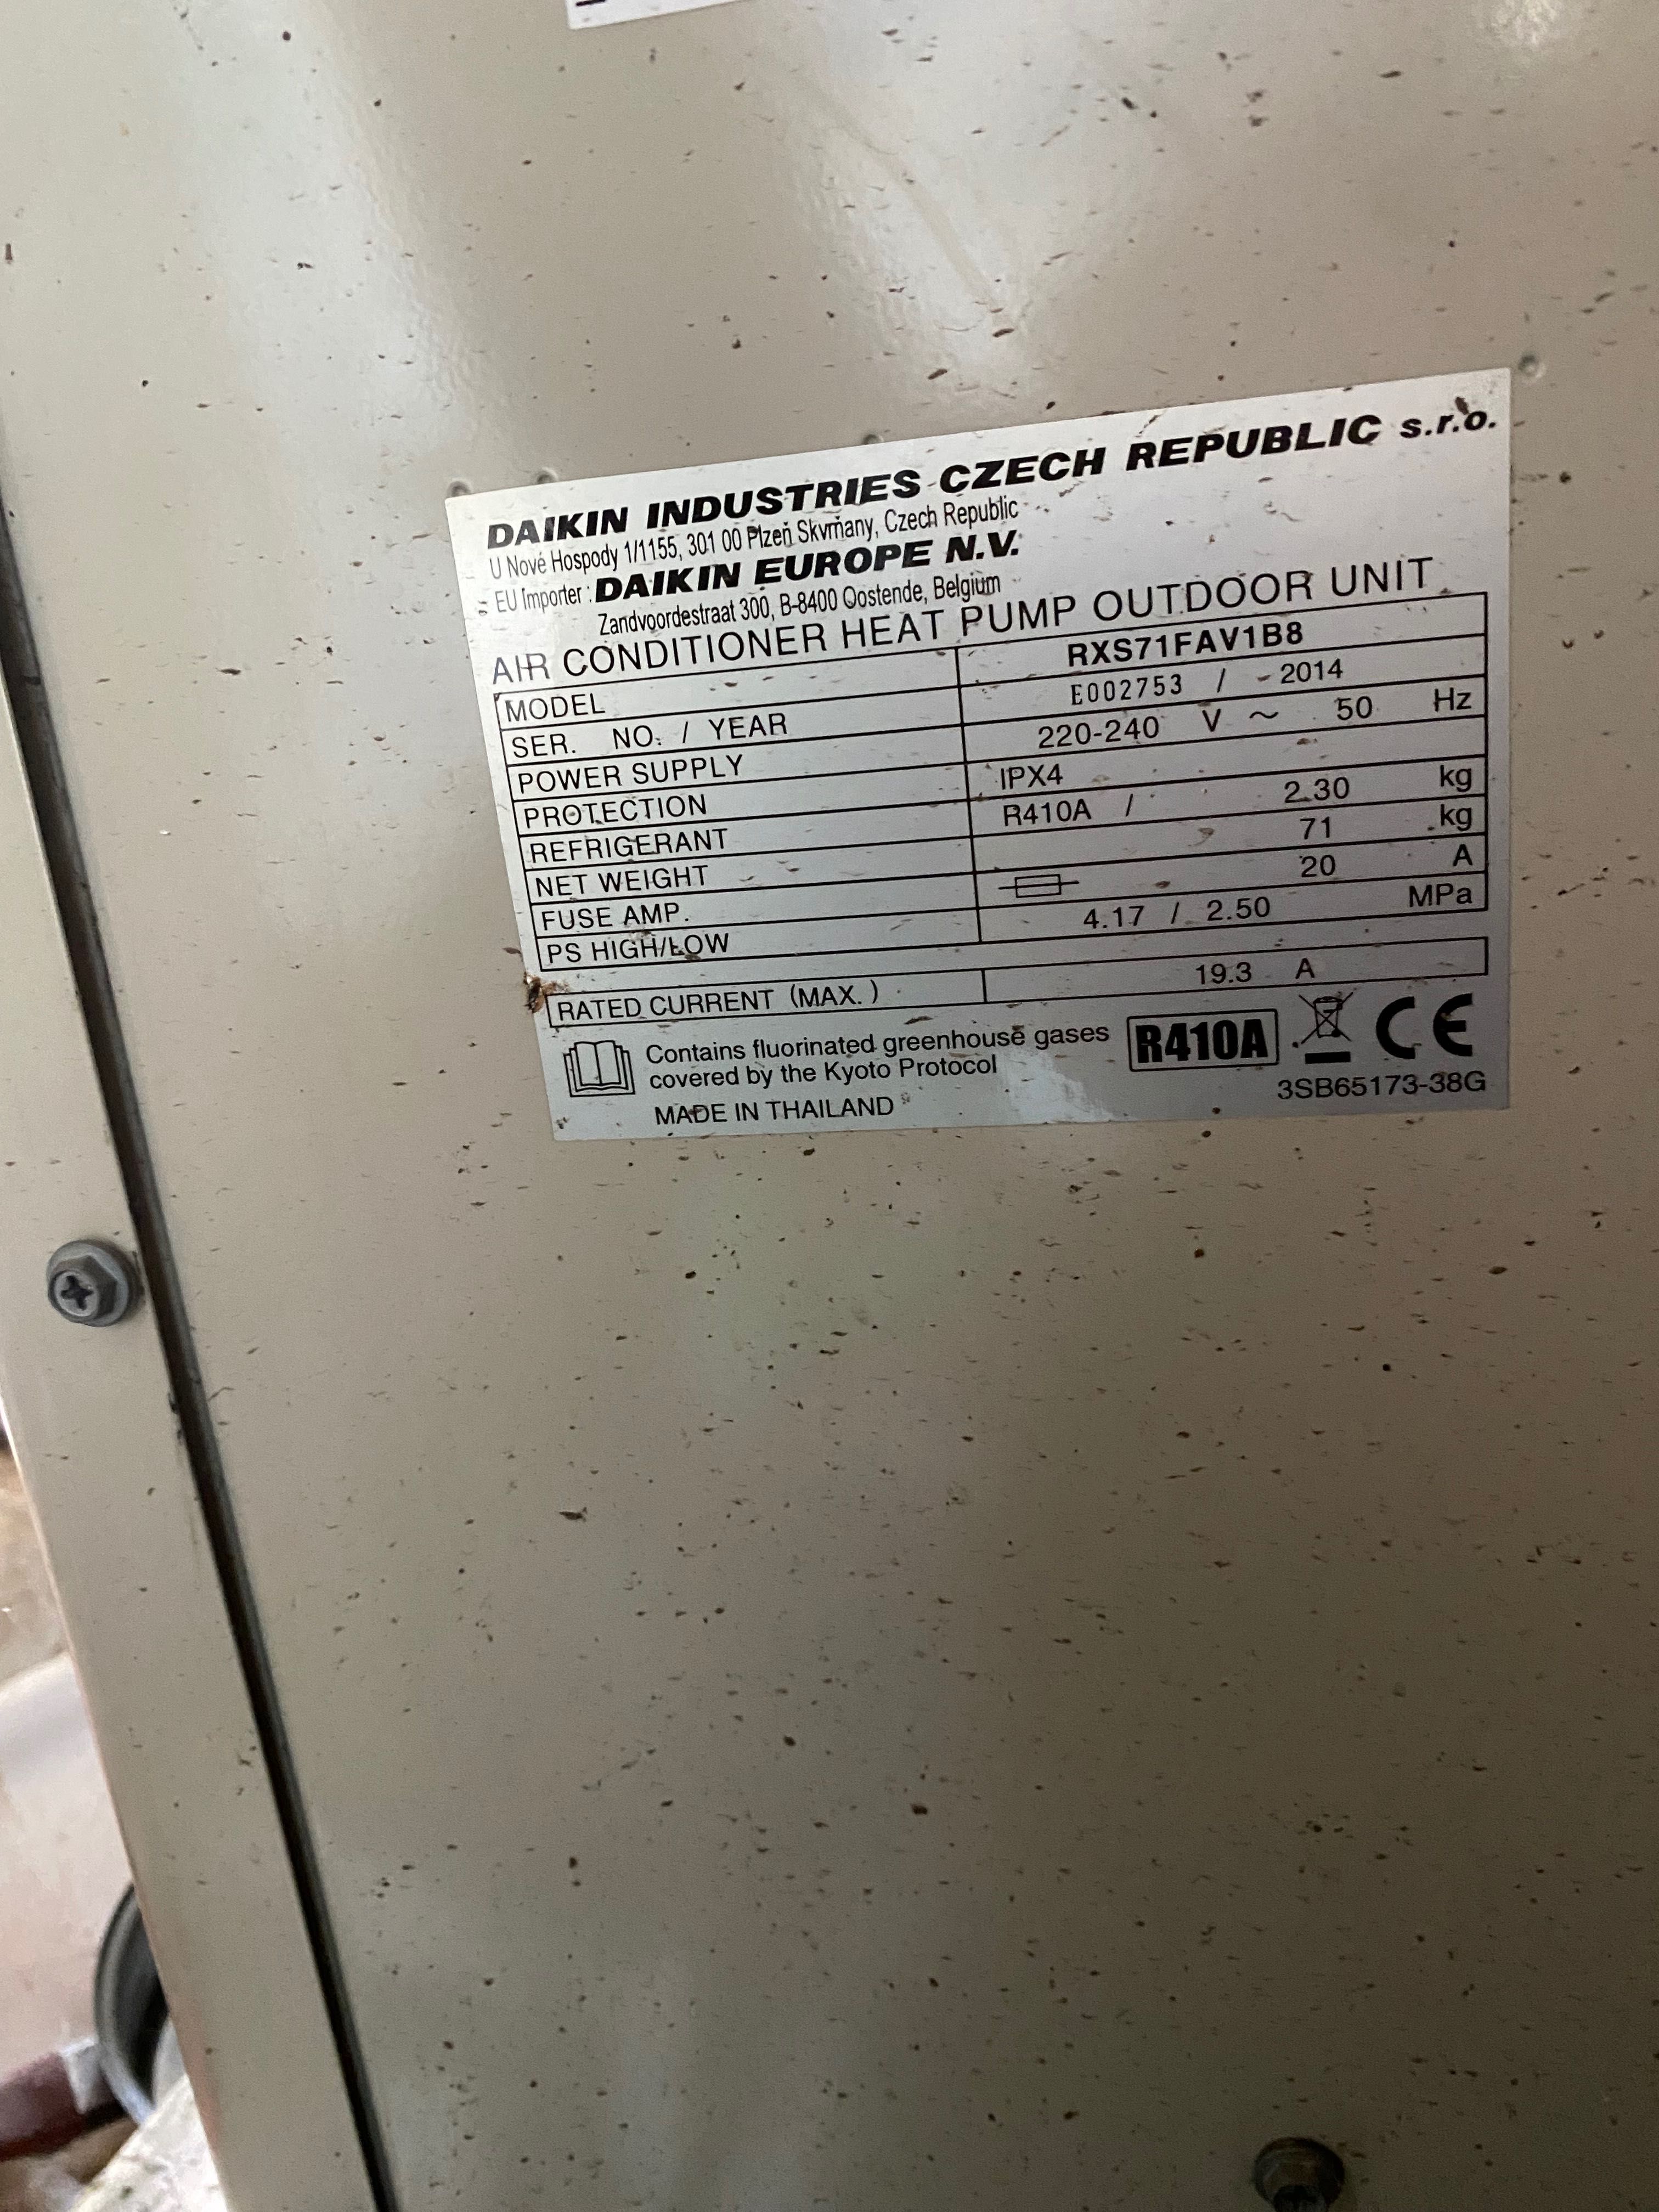 DAIKIN INDUSTRIES CZECH REPUBLIC s.r.o.
U Nové Hospody 1/1155, 301 00 Plzeň Skvrňany, Czech Republic
EU Importer : DAIKIN EUROPE N.V.
Zandvoordestraat 300, B-8400 Oostende, Belgium
AIR CONDITIONER HEAT PUMP OUTDOOR UNIT
MODEL RXS71FAV1B8
SER. NO. / YEAR E002753 / 2014
POWER SUPPLY 220-240 V ~ 50 Hz
PROTECTION IPX4
REFRIGERANT R410A / 2.30 kg
NET WEIGHT 71 kg
FUSE AMP. 20 A
PS HIGH/LOW 4.17 / 2.50 MPa
RATED CURRENT (MAX.) 19.3 A
Contains fluorinated greenhouse gases
covered by the Kyoto Protocol
R410A CE
MADE IN THAILAND
3SB65173-38G